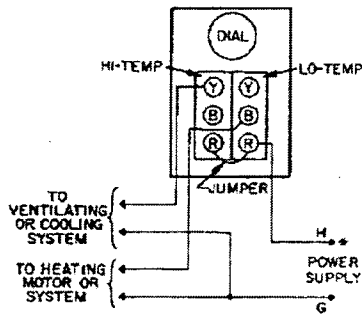 DIAL
HI-TEMP
LO-TEMP
Y Y
B B
R R
JUMPER
TO
VENTILATING
OR COOLING
SYSTEM
H
POWER
SUPPLY
TO HEATING
MOTOR OR
SYSTEM
G